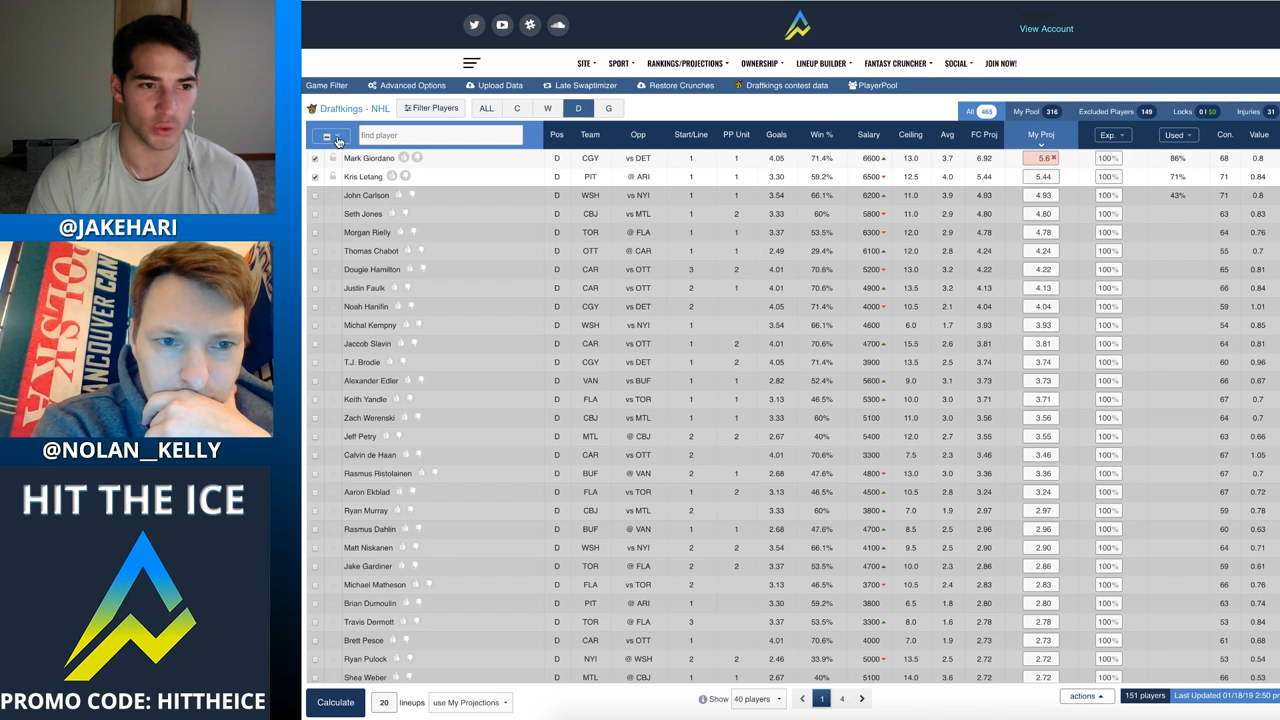 View Account
SITE SPORT RANKINGS/PROJECTIONS OWNERSHIP LINEUP BUILDER FANTASY CRUNCHER SOCIAL JOIN NOW!
Game Filter Advanced Options Upload Data Late Swaptimizer Restore Crunches Draftkings contest data PlayerPool
Draftkings - NHL Filter Players ALL C W D G All 465 My Pool 316 Excluded Players 149 Locks 0 | 50 Injuries 31
find player Pos Team Opp Start/Line PP Unit Goals Win % Salary Ceiling Avg FC Proj My Proj Exp. Used Con. Value
Mark Giordano D CGY vs DET 1 1 4.05 71.4% 6600 13.0 3.7 6.92 5.6 100% 86% 68 0.8
Kris Letang D PIT @ ARI 1 1 3.30 59.2% 6500 12.5 4.0 5.44 5.44 100% 71% 71 0.84
John Carlson D WSH vs NYI 1 1 3.54 66.1% 6200 11.0 3.9 4.93 4.93 100% 43% 71 0.8
Seth Jones D CBJ vs MTL 1 2 3.33 60% 5800 11.0 2.9 4.80 4.80 100% 63 0.83
Morgan Rielly D TOR @ FLA 1 1 3.37 53.5% 6300 12.0 2.9 4.78 4.78 100% 64 0.76
Thomas Chabot D OTT @ CAR 1 1 2.49 29.4% 6100 12.0 2.8 4.24 4.24 100% 55 0.7
Dougie Hamilton D CAR vs OTT 3 2 4.01 70.6% 5200 13.0 3.2 4.22 4.22 100% 65 0.81
Justin Faulk D CAR vs OTT 2 1 4.01 70.6% 4900 13.5 3.2 4.13 4.13 100% 66 0.84
Noah Hanifin D CGY vs DET 2 4.05 71.4% 4000 10.5 2.1 4.04 4.04 100% 59 1.01
Michal Kempny D WSH vs NYI 1 3.54 66.1% 4600 6.0 1.7 3.93 3.93 100% 54 0.85
Jaccob Slavin D CAR vs OTT 1 2 4.01 70.6% 4700 15.5 2.6 3.81 3.81 100% 64 0.81
T.J. Brodie D CGY vs DET 1 2 4.05 71.4% 3900 13.5 2.5 3.74 3.74 100% 60 0.96
Alexander Edler D VAN vs BUF 1 1 2.82 52.4% 5600 9.0 3.1 3.73 3.73 100% 66 0.67
Keith Yandle D FLA vs TOR 1 1 3.13 46.5% 5300 10.0 3.0 3.71 3.71 100% 67 0.7
Zach Werenski D CBJ vs MTL 1 1 3.33 60% 5100 11.0 3.0 3.56 3.56 100% 64 0.7
Jeff Petry D MTL @ CBJ 2 2 2.67 40% 5400 12.0 2.7 3.55 3.55 100% 63 0.66
Calvin de Haan D CAR vs OTT 2 4.01 70.6% 3300 7.5 2.3 3.46 3.46 100% 67 1.05
Rasmus Ristolainen D BUF @ VAN 2 1 2.68 47.6% 4800 13.0 3.0 3.36 3.36 100% 67 0.7
Aaron Ekblad D FLA vs TOR 1 2 3.13 46.5% 4500 10.5 2.8 3.24 3.24 100% 67 0.72
Ryan Murray D CBJ vs MTL 2 3.33 60% 3800 7.0 1.9 2.97 2.97 100% 59 0.78
Rasmus Dahlin D BUF @ VAN 1 1 2.68 47.6% 4700 8.5 2.5 2.96 2.96 100% 60 0.63
Matt Niskanen D WSH vs NYI 2 2 3.54 66.1% 4100 9.5 2.5 2.90 2.90 100% 64 0.71
Jake Gardiner D TOR @ FLA 2 2 3.37 53.5% 4700 10.0 2.3 2.86 2.86 100% 59 0.61
Michael Matheson D FLA vs TOR 2 3.13 46.5% 3700 10.5 2.4 2.83 2.83 100% 66 0.76
Brian Dumoulin D PIT @ ARI 1 3.30 59.2% 3800 6.5 1.8 2.80 2.80 100% 63 0.74
Travis Dermott D TOR @ FLA 3 3.37 53.5% 3300 8.0 1.6 2.78 2.78 100% 53 0.84
Brett Pesce D CAR vs OTT 1 4.01 70.6% 4000 7.0 1.9 2.73 2.73 100% 61 0.68
Ryan Pulock D NYI @ WSH 2 2 2.46 33.9% 5000 13.5 2.5 2.72 2.72 100% 53 0.54
Shea Weber D MTL @ CBJ 1 1 2.67 40% 5100 14.0 3.6 2.72 2.72 100% 66 0.53
Calculate 20 lineups use My Projections Show 40 players 1 4 actions 151 players Last Updated 01/18/19 2:50 p
@JAKEHARI
OLSKI
VANCOUVER CAN
@NOLAN__KELLY
HIT THE ICE
PROMO CODE: HITTHEICE